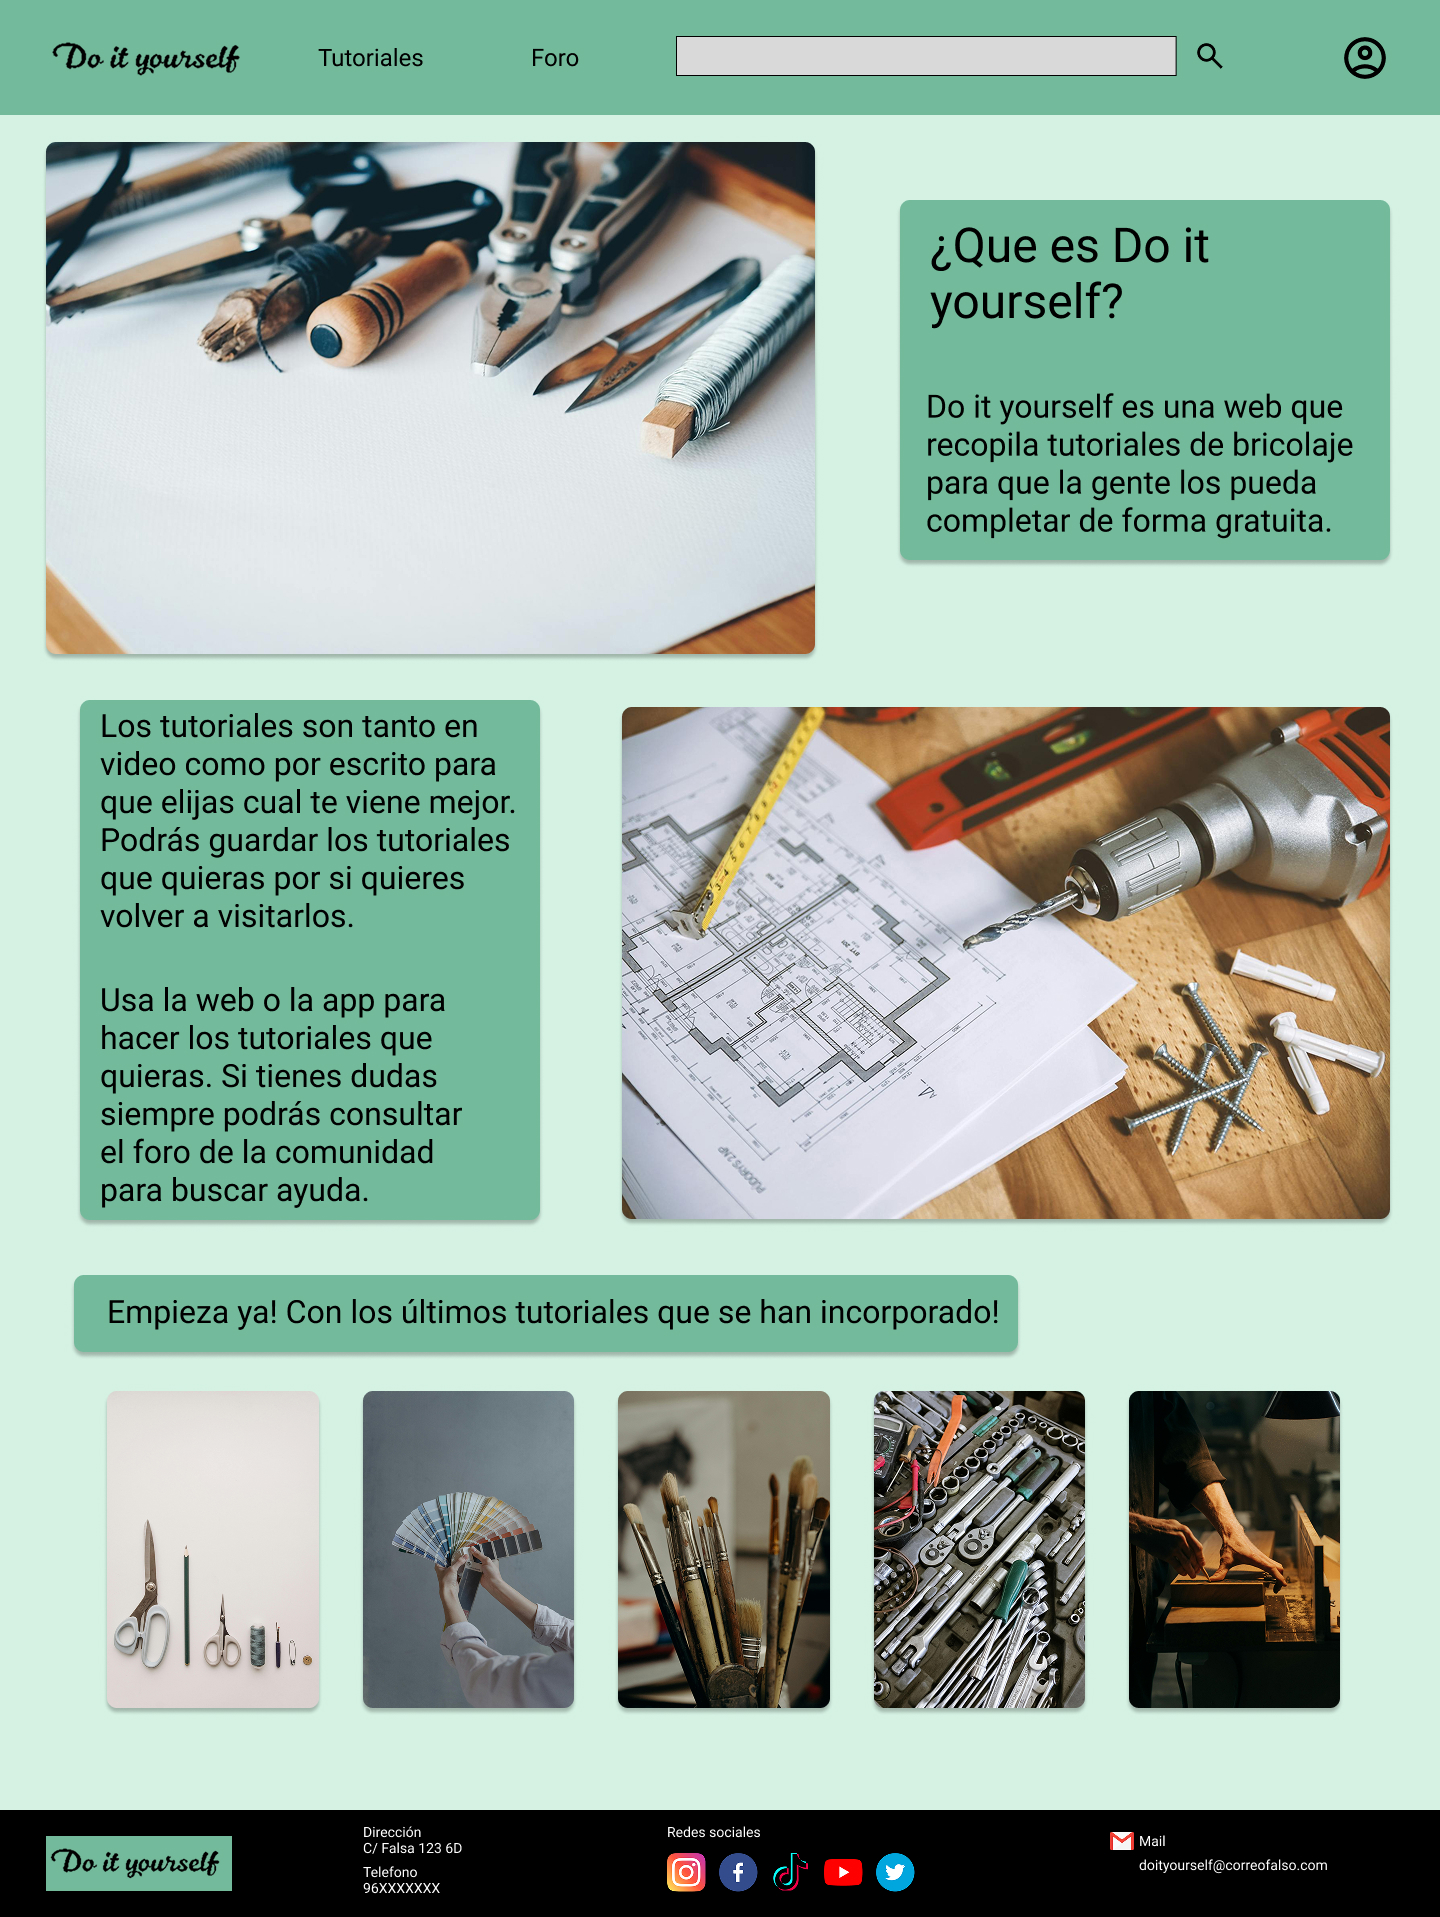 Do it yourself
Tutoriales
Foro
¿Que es Do it
yourself?
Do it yourself es una web que
recopila tutoriales de bricolaje
para que la gente los pueda
completar de forma gratuita.
Los tutoriales son tanto en
video como por escrito para
que elijas cual te viene mejor.
Podrás guardar los tutoriales
que quieras por si quieres
volver a visitarlos.
Usa la web o la app para
hacer los tutoriales que
quieras. Si tienes dudas
siempre podrás consultar
el foro de la comunidad
para buscar ayuda.
Empieza ya! Con los últimos tutoriales que se han incorporado!
Do it yourself
Dirección
C/ Falsa 123 6D
Telefono
96XXXXXXX
Redes sociales
Mail
doityourself@correofalso.com